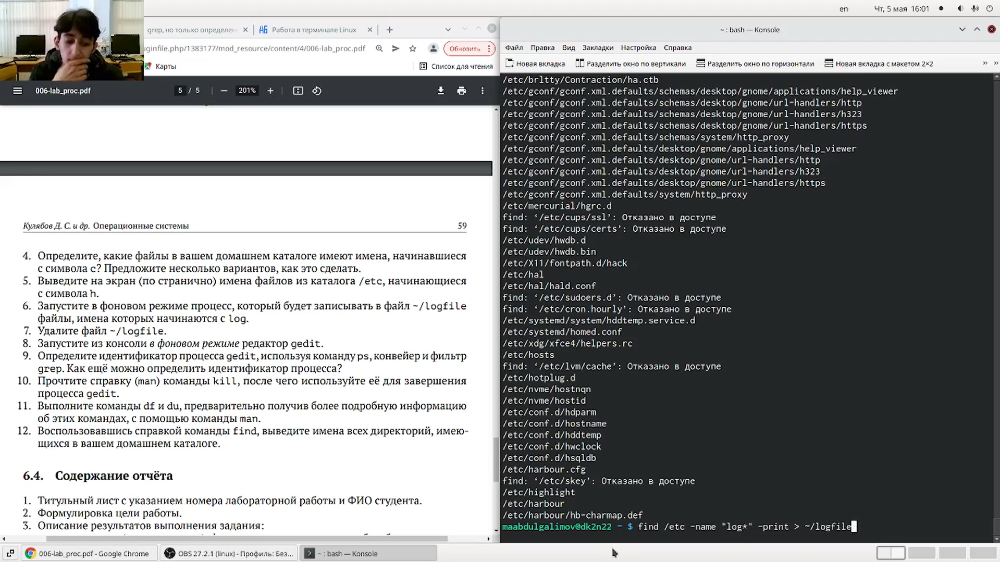 en
Чт, 5 мая 16:01
grep, но только определен
Работа в терминале Linux
~ : bash — Konsole
uginfile.php/1383177/mod_resource/content/4/006-lab_proc.pdf
Обновить
Карты
Список для чтения
006-lab_proc.pdf
5 / 5
201%
Кулябов Д. С. и др. Операционные системы 59
4. Определите, какие файлы в вашем домашнем каталоге имеют имена, начинавшиеся
с символа c? Предложите несколько вариантов, как это сделать.
5. Выведите на экран (по странично) имена файлов из каталога /etc, начинающиеся
с символа h.
6. Запустите в фоновом режиме процесс, который будет записывать в файл ~/logfile
файлы, имена которых начинаются с log.
7. Удалите файл ~/logfile.
8. Запустите из консоли в фоновом режиме редактор gedit.
9. Определите идентификатор процесса gedit, используя команду ps, конвейер и фильтр
grep. Как ещё можно определить идентификатор процесса?
10. Прочтите справку (man) команды kill, после чего используйте её для завершения
процесса gedit.
11. Выполните команды df и du, предварительно получив более подробную информацию
об этих командах, с помощью команды man.
12. Воспользовавшись справкой команды find, выведите имена всех директорий, имею-
щихся в вашем домашнем каталоге.
6.4. Содержание отчёта
1. Титульный лист с указанием номера лабораторной работы и ФИО студента.
2. Формулировка цели работы.
3. Описание результатов выполнения задания:
Файл Правка Вид Закладки Настройка Справка
Новая вкладка
Разделить окно по вертикали
Разделить окно по горизонтали
Новая вкладка с макетом 2×2
/etc/brltty/Contraction/ha.ctb
/etc/gconf/gconf.xml.defaults/schemas/desktop/gnome/applications/help_viewer
/etc/gconf/gconf.xml.defaults/schemas/desktop/gnome/url-handlers/http
/etc/gconf/gconf.xml.defaults/schemas/desktop/gnome/url-handlers/h323
/etc/gconf/gconf.xml.defaults/schemas/desktop/gnome/url-handlers/https
/etc/gconf/gconf.xml.defaults/schemas/system/http_proxy
/etc/gconf/gconf.xml.defaults/desktop/gnome/applications/help_viewer
/etc/gconf/gconf.xml.defaults/desktop/gnome/url-handlers/http
/etc/gconf/gconf.xml.defaults/desktop/gnome/url-handlers/h323
/etc/gconf/gconf.xml.defaults/desktop/gnome/url-handlers/https
/etc/gconf/gconf.xml.defaults/system/http_proxy
/etc/mercurial/hgrc.d
find: ‘/etc/cups/ssl’: Отказано в доступе
find: ‘/etc/cups/certs’: Отказано в доступе
/etc/udev/hwdb.d
/etc/udev/hwdb.bin
/etc/X11/fontpath.d/hack
/etc/hal
/etc/hal/hald.conf
find: ‘/etc/sudoers.d’: Отказано в доступе
find: ‘/etc/cron.hourly’: Отказано в доступе
/etc/systemd/system/hddtemp.service.d
/etc/systemd/homed.conf
/etc/xdg/xfce4/helpers.rc
/etc/hosts
find: ‘/etc/lvm/cache’: Отказано в доступе
/etc/hotplug.d
/etc/nvme/hostnqn
/etc/nvme/hostid
/etc/conf.d/hdparm
/etc/conf.d/hostname
/etc/conf.d/hddtemp
/etc/conf.d/hwclock
/etc/conf.d/hsqldb
/etc/harbour.cfg
find: ‘/etc/skey’: Отказано в доступе
/etc/highlight
/etc/harbour
/etc/harbour/hb-charmap.def
maabdulgalimov@dk2n22 ~ $ find /etc -name "log*" -print > ~/logfile
006-lab_proc.pdf - Google Chrome
OBS 27.2.1 (linux) - Профиль: Без...
~ : bash — Konsole